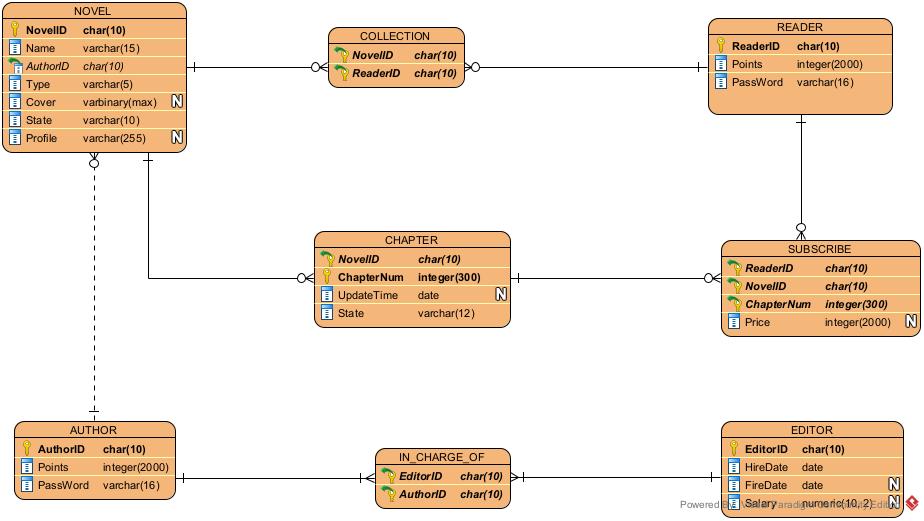 NOVEL
NovelID char(10)
Name varchar(15)
AuthorID char(10)
Type varchar(5)
Cover varbinary(max) N
State varchar(10)
Profile varchar(255) N
COLLECTION
NovelID char(10)
ReaderID char(10)
READER
ReaderID char(10)
Points integer(2000)
PassWord varchar(16)
CHAPTER
NovelID char(10)
ChapterNum integer(300)
UpdateTime date N
State varchar(12)
SUBSCRIBE
ReaderID char(10)
NovelID char(10)
ChapterNum integer(300)
Price integer(2000) N
AUTHOR
AuthorID char(10)
Points integer(2000)
PassWord varchar(16)
IN_CHARGE_OF
EditorID char(10)
AuthorID char(10)
EDITOR
EditorID char(10)
HireDate date
FireDate date N
Salary numeric(10, 2) N
Powered By Visual Paradigm Community Edition